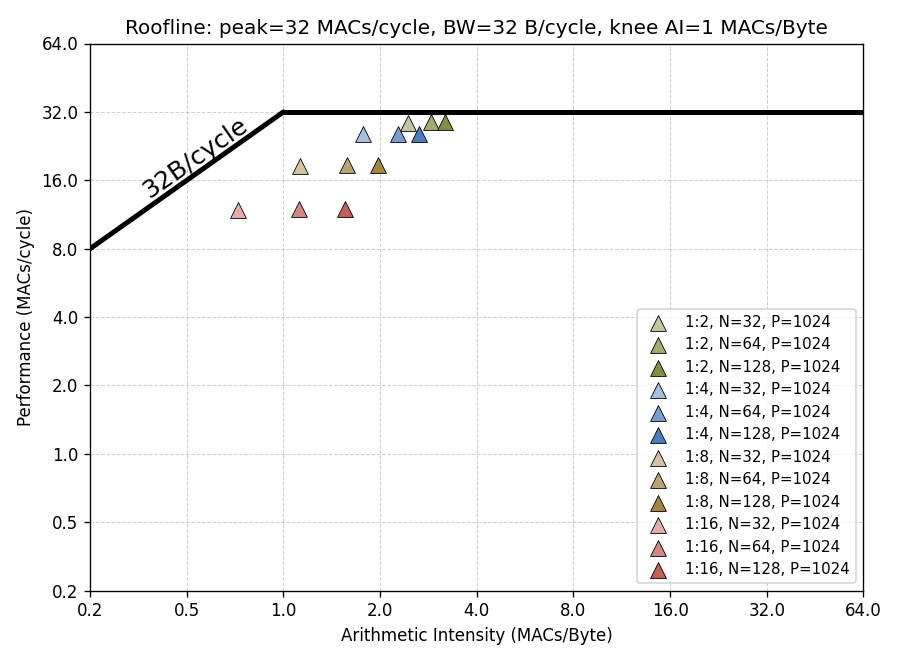 Roofline: peak=32 MACs/cycle, BW=32 B/cycle, knee AI=1 MACs/Byte
64.0
32.0
16.0
8.0
4.0
2.0
1.0
0.5
0.2
Performance (MACs/cycle)
32B/cycle
1:2, N=32, P=1024
1:2, N=64, P=1024
1:2, N=128, P=1024
1:4, N=32, P=1024
1:4, N=64, P=1024
1:4, N=128, P=1024
1:8, N=32, P=1024
1:8, N=64, P=1024
1:8, N=128, P=1024
1:16, N=32, P=1024
1:16, N=64, P=1024
1:16, N=128, P=1024
0.2 0.5 1.0 2.0 4.0 8.0 16.0 32.0 64.0
Arithmetic Intensity (MACs/Byte)